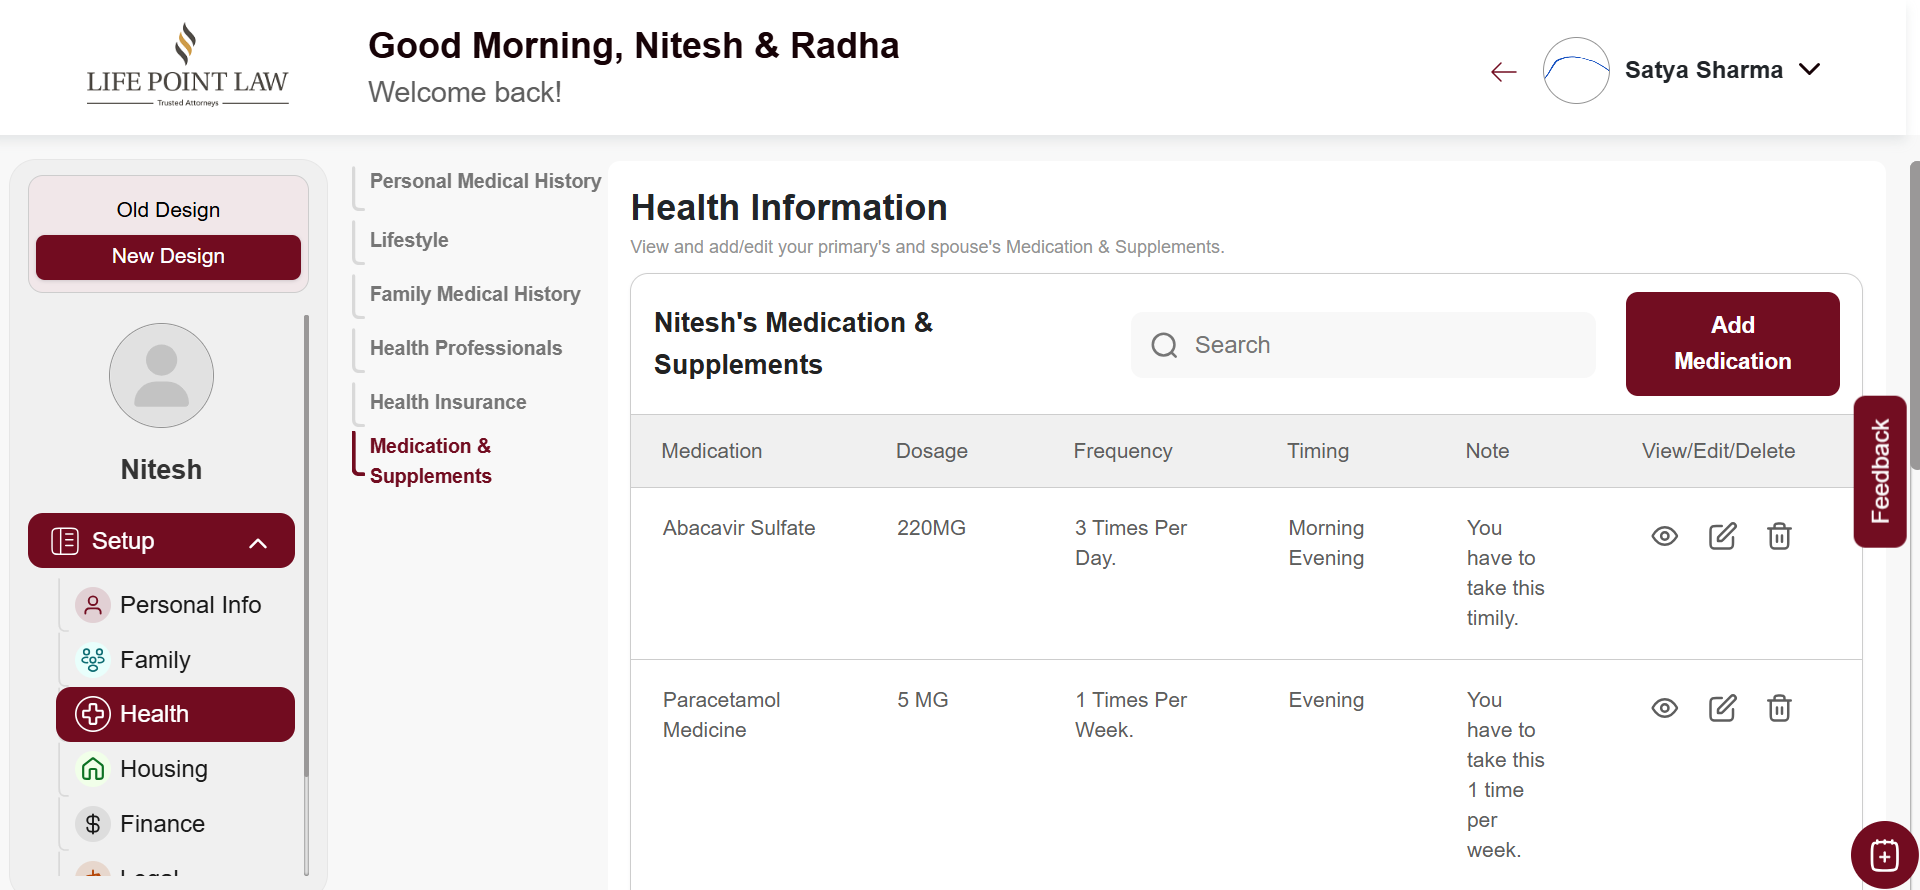 LIFE POINT LAW
Trusted Attorneys
Good Morning, Nitesh & Radha
Welcome back!
Satya Sharma
Old Design
New Design
Nitesh
Setup
Personal Info
Family
Health
Housing
Finance
Legal
Personal Medical History
Lifestyle
Family Medical History
Health Professionals
Health Insurance
Medication &
Supplements
Health Information
View and add/edit your primary's and spouse's Medication & Supplements.
Nitesh's Medication &
Supplements
Search
Add
Medication
Medication Dosage Frequency Timing Note View/Edit/Delete
Abacavir Sulfate 220MG 3 Times Per Morning You
Day. Evening have to
take this
timily.
Paracetamol 5 MG 1 Times Per Evening You
Medicine Week. have to
take this
1 time
per
week.
Feedback